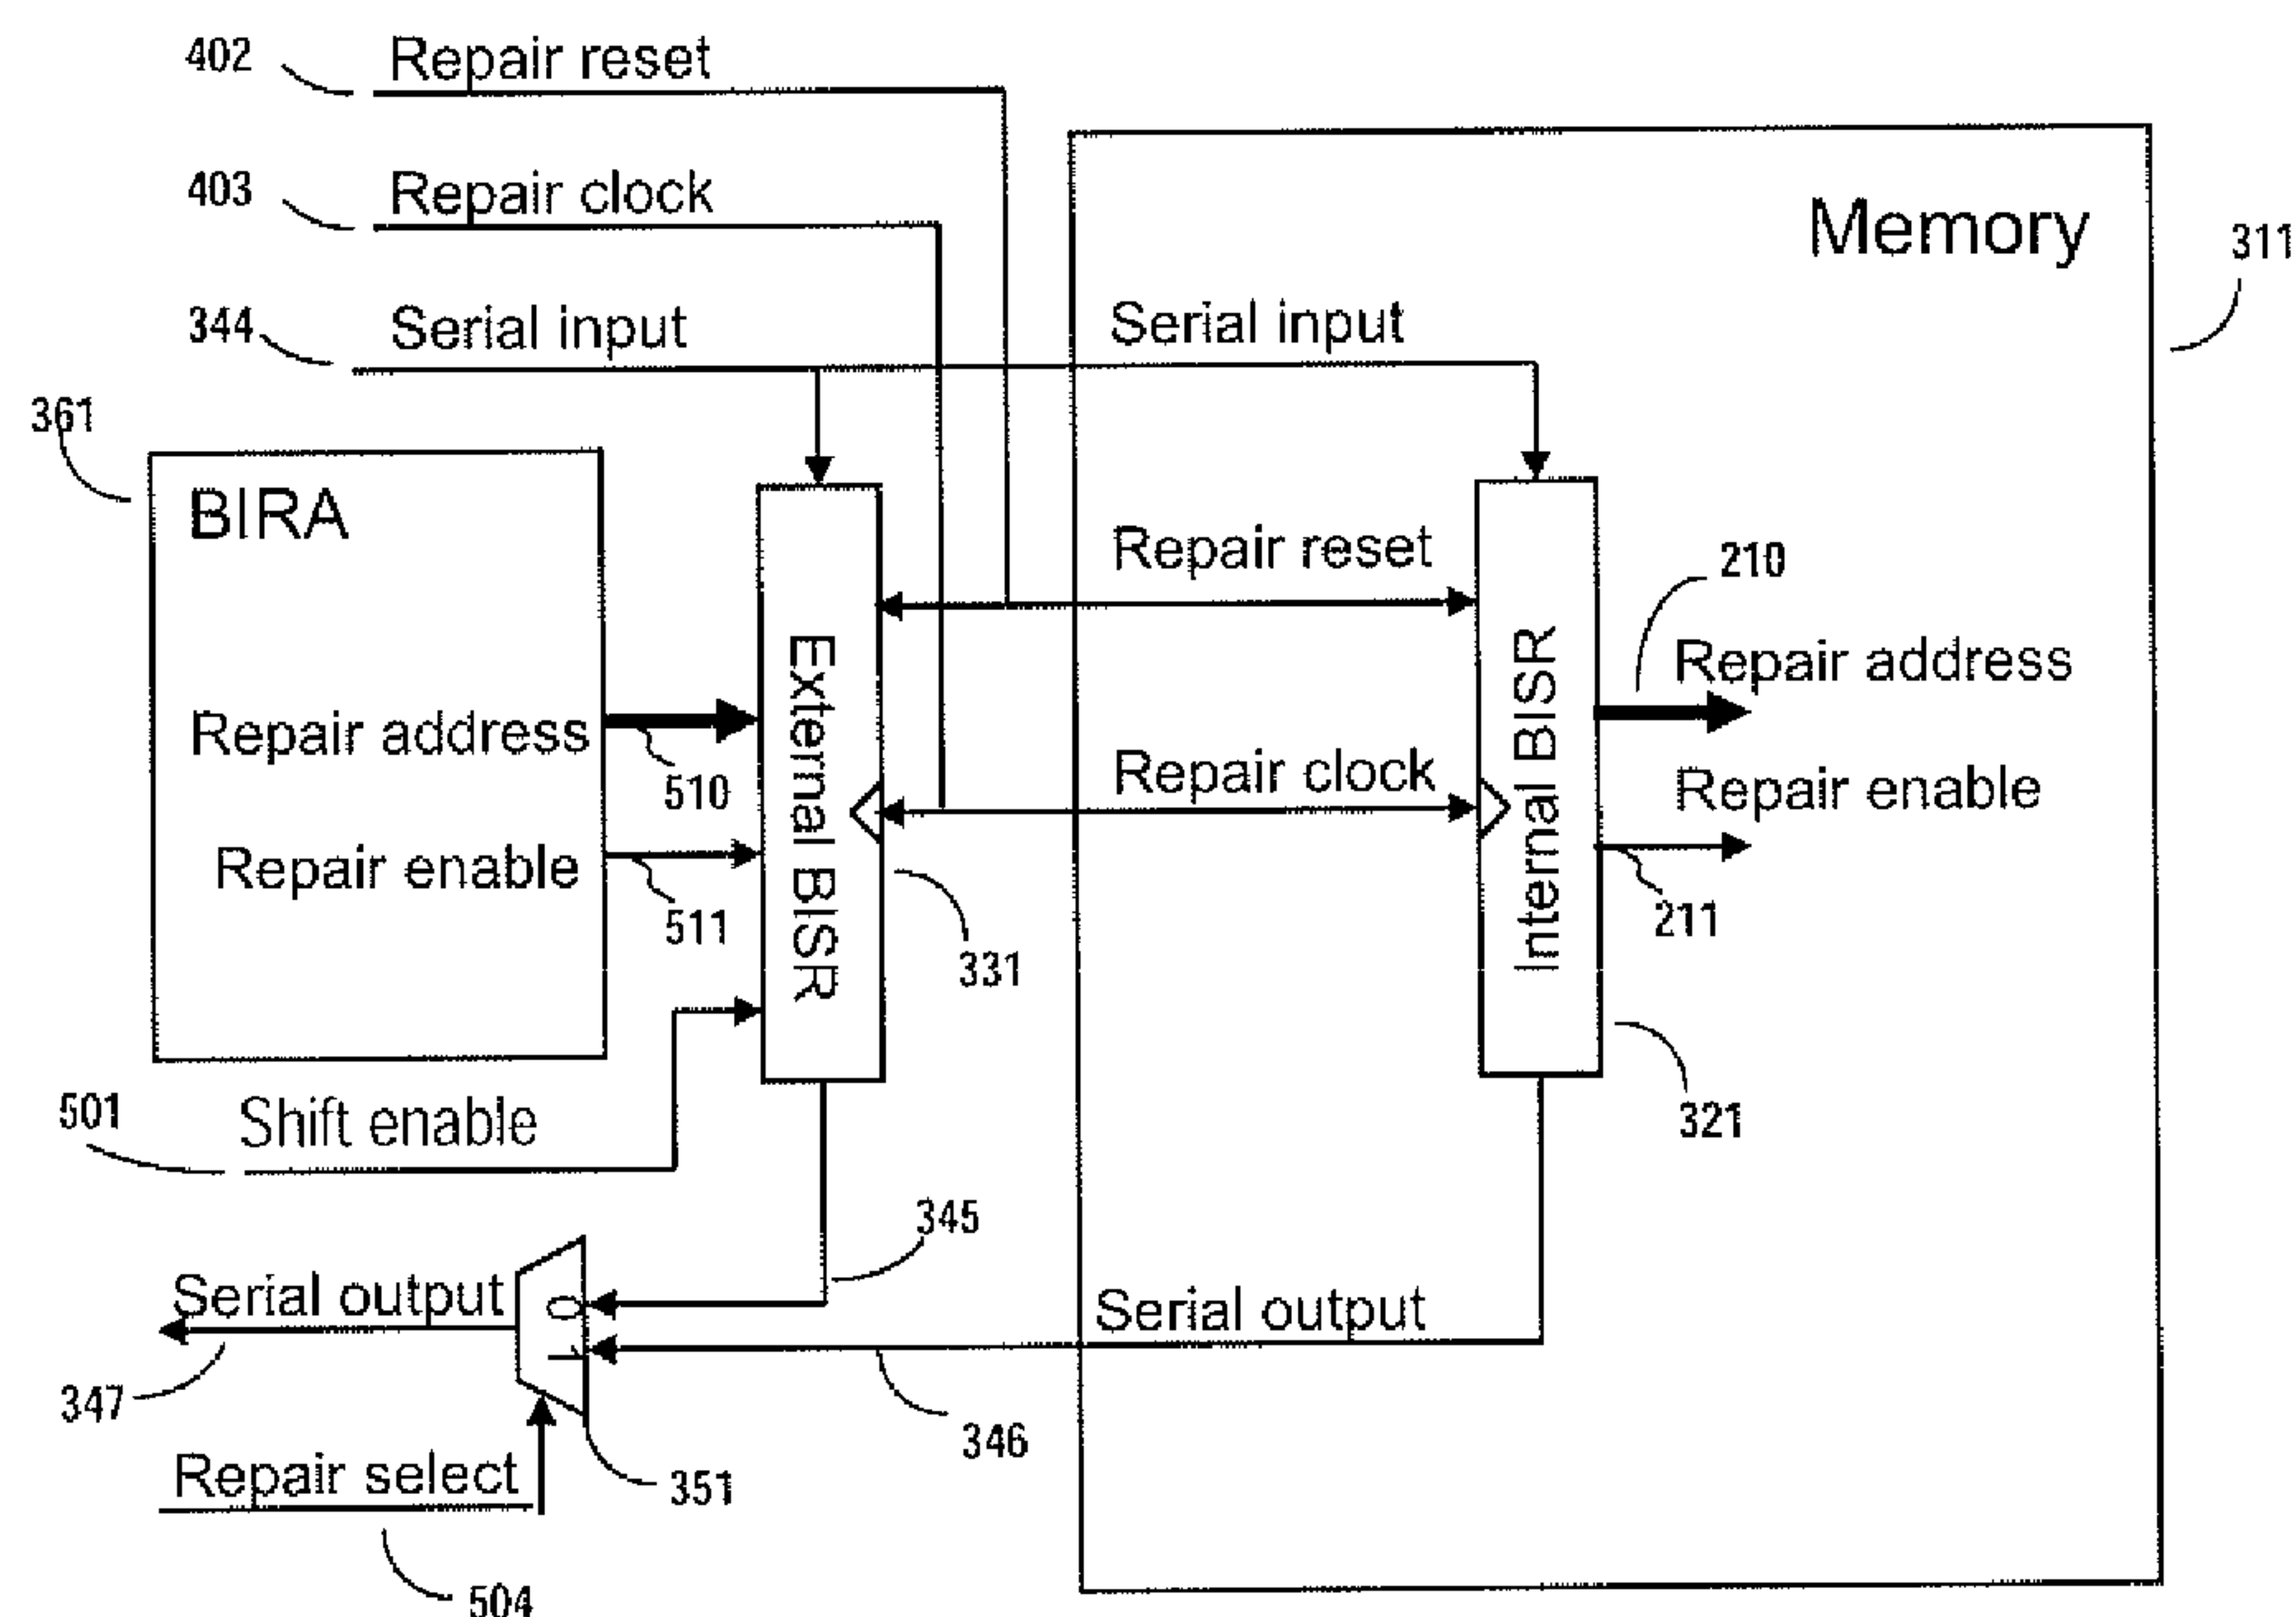 402 Repair reset
403 Repair clock
Memory
311
344 Serial input
Serial input
361
BIRA
Repair reset
210
Repair address
External BISR
Internal BISR
Repair address
510
Repair clock
Repair enable
Repair enable
511
331
211
501 Shift enable
321
345
Serial output
0
1
Serial output
347
346
Repair select
351
504